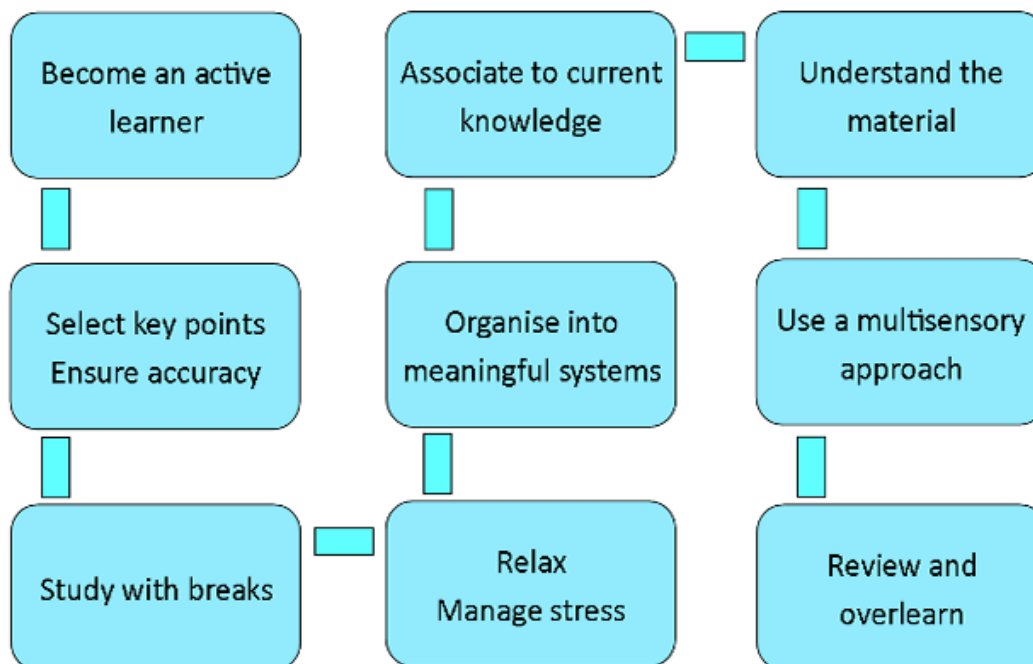 Become an active
learner
Select key points
Ensure accuracy
Study with breaks
Relax
Manage stress
Organise into
meaningful systems
Associate to current
knowledge
Understand the
material
Use a multisensory
approach
Review and
overlearn